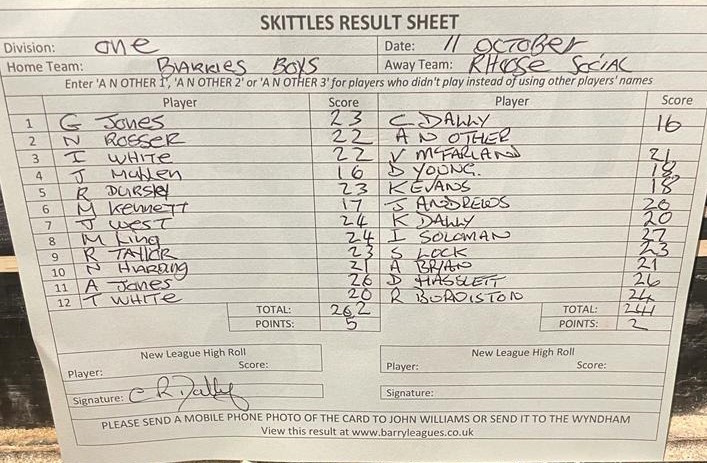 SKITTLES RESULT SHEET
Division: one Date: 11 OCTOBER
Home Team: BARRIES BOYS Away Team: RHOOSE SOCIAL
Enter 'A N OTHER 1', 'A N OTHER 2' or 'A N OTHER 3' for players who didn't play instead of using other players' names
Player Score Player Score
1 G Jones 23 C DALLY 16
2 N ROSSER 22 A N OTHER
3 I WHITE 22 V McFARLAND 21
4 J Mullen 16 D YOUNG. 18
5 R DURSley 23 K EVANS 18
6 M Kennett 17 J ANDREWS 20
7 J West 24 K DALLY 20
8 M King 24 I SOLOMAN 27
9 R TAYLOR 23 S LOCK 23
10 N HARDING 21 A BRYAN 21
11 A Jones 26 D HASSLETT 26
12 T WHITE 20 R BURDISTON 24
TOTAL: 262 TOTAL: 244
POINTS: 5 POINTS: 2
New League High Roll New League High Roll
Player: Score: Player: Score:
Signature: C R Dally Signature:
PLEASE SEND A MOBILE PHONE PHOTO OF THE CARD TO JOHN WILLIAMS OR SEND IT TO THE WYNDHAM
View this result at www.barryleagues.co.uk